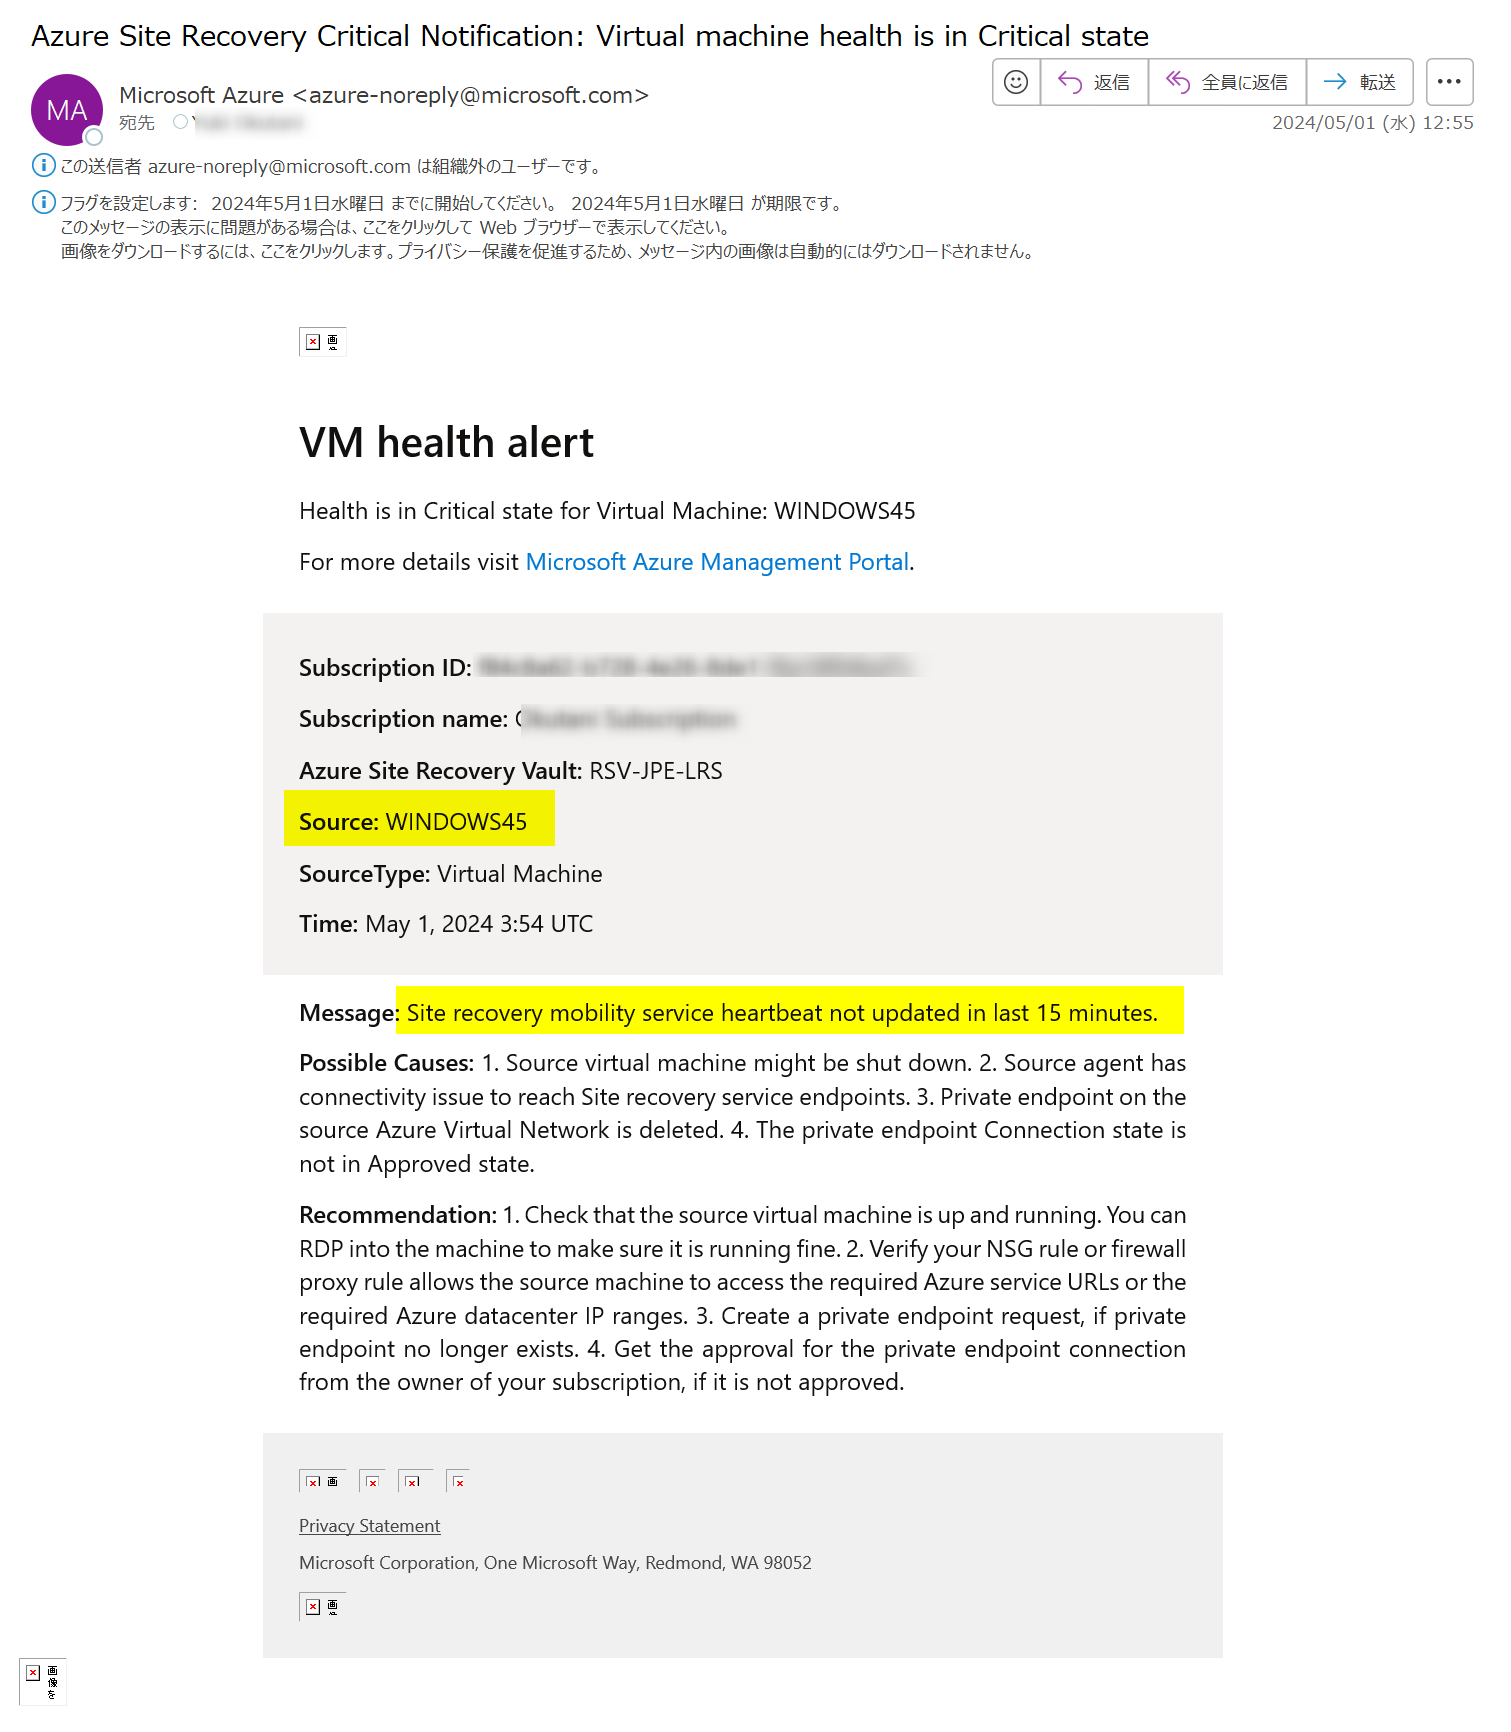 Azure Site Recovery Critical Notification: Virtual machine health is in Critical state
MA
Microsoft Azure <azure-noreply@microsoft.com>
返信
全員に返信
転送
宛先
2024/05/01 (水) 12:55
この送信者 azure-noreply@microsoft.com は組織外のユーザーです。
フラグを設定します: 2024年5月1日水曜日 までに開始してください。 2024年5月1日水曜日 が期限です。
このメッセージの表示に問題がある場合は、ここをクリックして Web ブラウザーで表示してください。
画像をダウンロードするには、ここをクリックします。プライバシー保護を促進するため、メッセージ内の画像は自動的にはダウンロードされません。
画
VM health alert
Health is in Critical state for Virtual Machine: WINDOWS45
For more details visit Microsoft Azure Management Portal.
Subscription ID:
Subscription name:
Azure Site Recovery Vault: RSV-JPE-LRS
Source: WINDOWS45
SourceType: Virtual Machine
Time: May 1, 2024 3:54 UTC
Message: Site recovery mobility service heartbeat not updated in last 15 minutes.
Possible Causes: 1. Source virtual machine might be shut down. 2. Source agent has
connectivity issue to reach Site recovery service endpoints. 3. Private endpoint on the
source Azure Virtual Network is deleted. 4. The private endpoint Connection state is
not in Approved state.
Recommendation: 1. Check that the source virtual machine is up and running. You can
RDP into the machine to make sure it is running fine. 2. Verify your NSG rule or firewall
proxy rule allows the source machine to access the required Azure service URLs or the
required Azure datacenter IP ranges. 3. Create a private endpoint request, if private
endpoint no longer exists. 4. Get the approval for the private endpoint connection
from the owner of your subscription, if it is not approved.
画
Privacy Statement
Microsoft Corporation, One Microsoft Way, Redmond, WA 98052
画
画
像
を